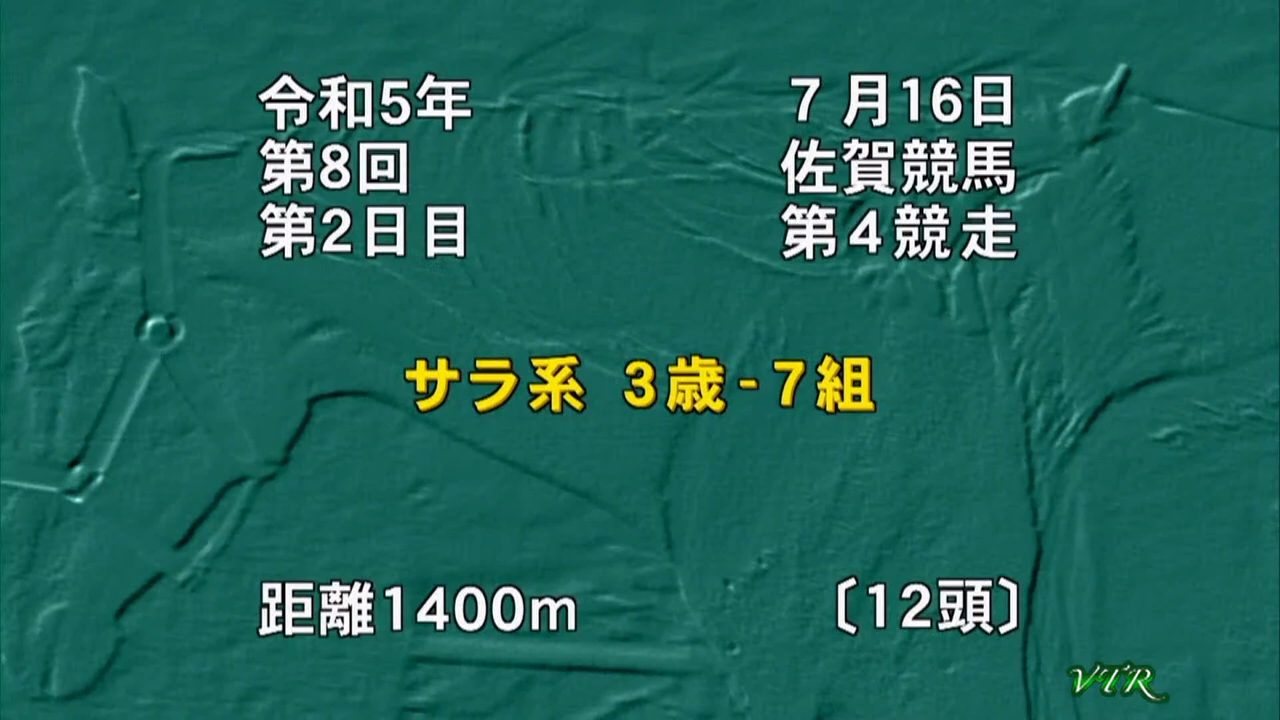 令和5年
7月16日
第8回
佐賀競馬
第2日目
第4競走
サラ系 3歳-7組
距離1400m
〔12頭〕
VTR